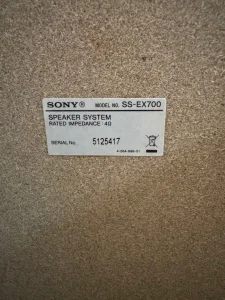 SONY® MODEL NO. SS-EX700
SPEAKER SYSTEM
RATED IMPEDANCE : 4Ω
SERIAL No. 5125417